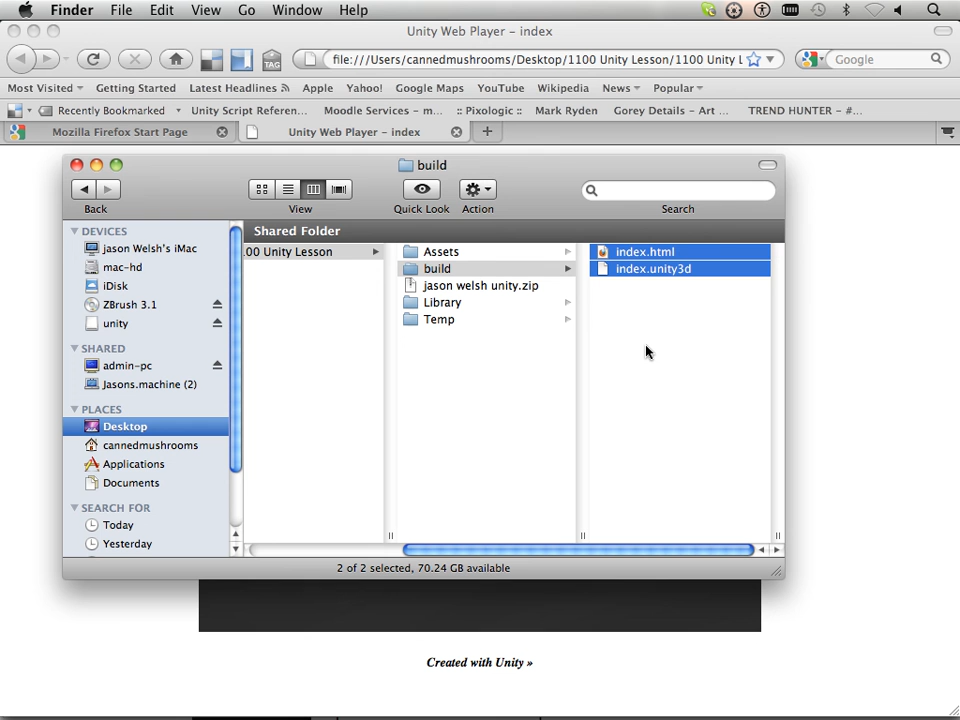 Finder File Edit View Go Window Help
Unity Web Player - index
file:///Users/cannedmushrooms/Desktop/1100 Unity Lesson/1100 Unity L
Google
Most Visited Getting Started Latest Headlines Apple Yahoo! Google Maps YouTube Wikipedia News Popular
Recently Bookmarked Unity Script Referen... Moodle Services - m... :: Pixologic :: Mark Ryden Gorey Details - Art ... TREND HUNTER - #...
Mozilla Firefox Start Page Unity Web Player - index
TAG
build
Back View Quick Look Action Search
Shared Folder
DEVICES
jason Welsh's iMac
mac-hd
iDisk
ZBrush 3.1
unity
SHARED
admin-pc
Jasons.machine (2)
PLACES
Desktop
cannedmushrooms
Applications
Documents
SEARCH FOR
Today
Yesterday
.00 Unity Lesson
Assets
build
jason welsh unity.zip
Library
Temp
index.html
index.unity3d
2 of 2 selected, 70.24 GB available
Created with Unity »